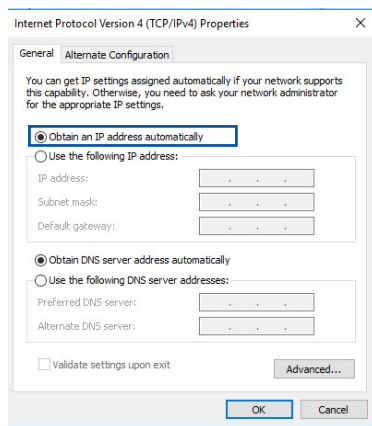 Internet Protocol Version 4 (TCP/IPv4) Properties
General Alternate Configuration
You can get IP settings assigned automatically if your network supports
this capability. Otherwise, you need to ask your network administrator
for the appropriate IP settings.
Obtain an IP address automatically
Use the following IP address:
IP address:
Subnet mask:
Default gateway:
Obtain DNS server address automatically
Use the following DNS server addresses:
Preferred DNS server:
Alternate DNS server:
Validate settings upon exit
Advanced...
OK Cancel